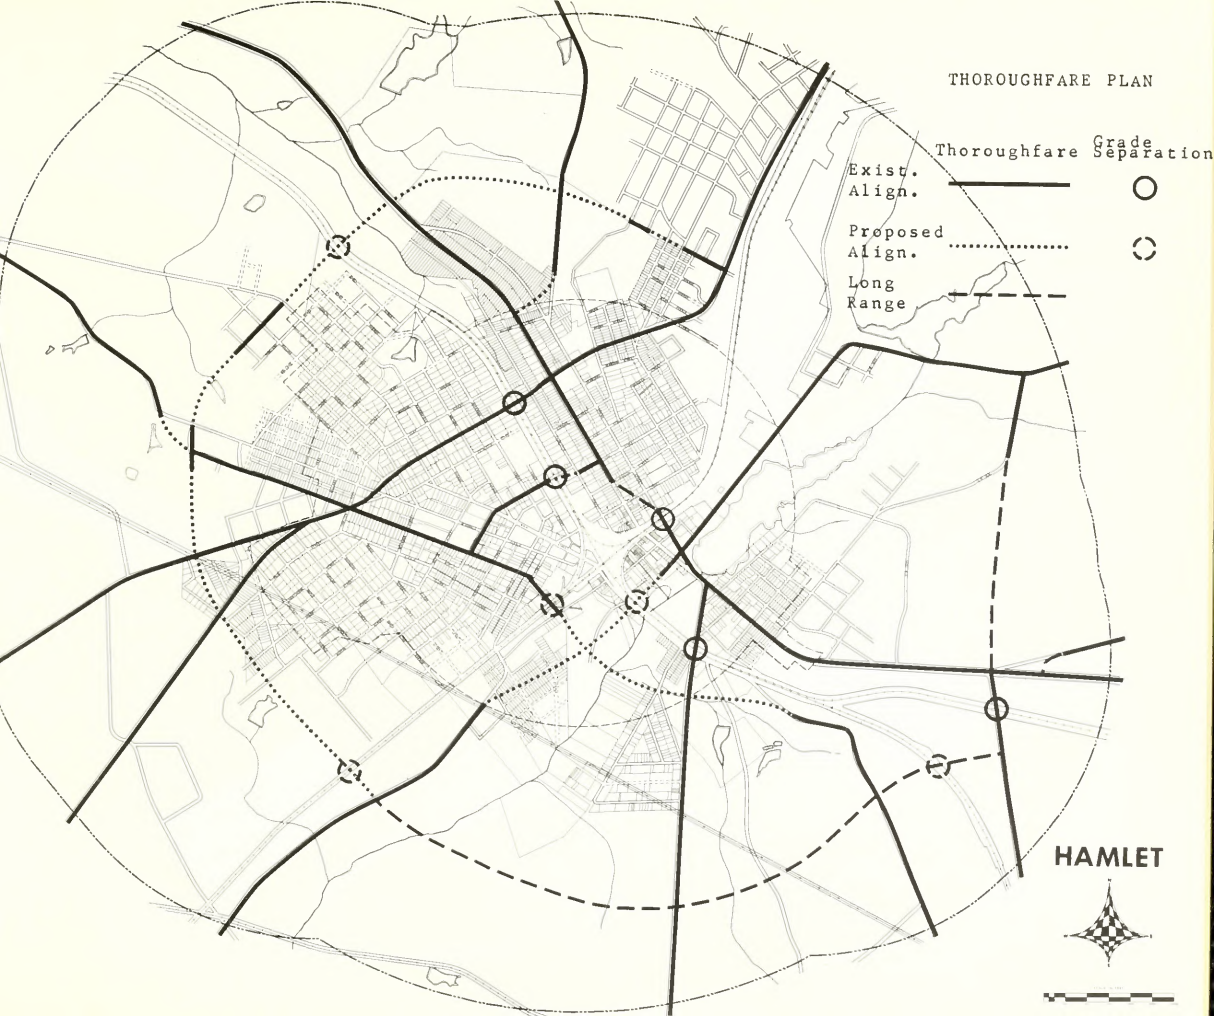 THOROUGHFARE PLAN
Thoroughfare Grade Separation
Exist.
Align.
Proposed
Align.
Long
Range
HAMLET